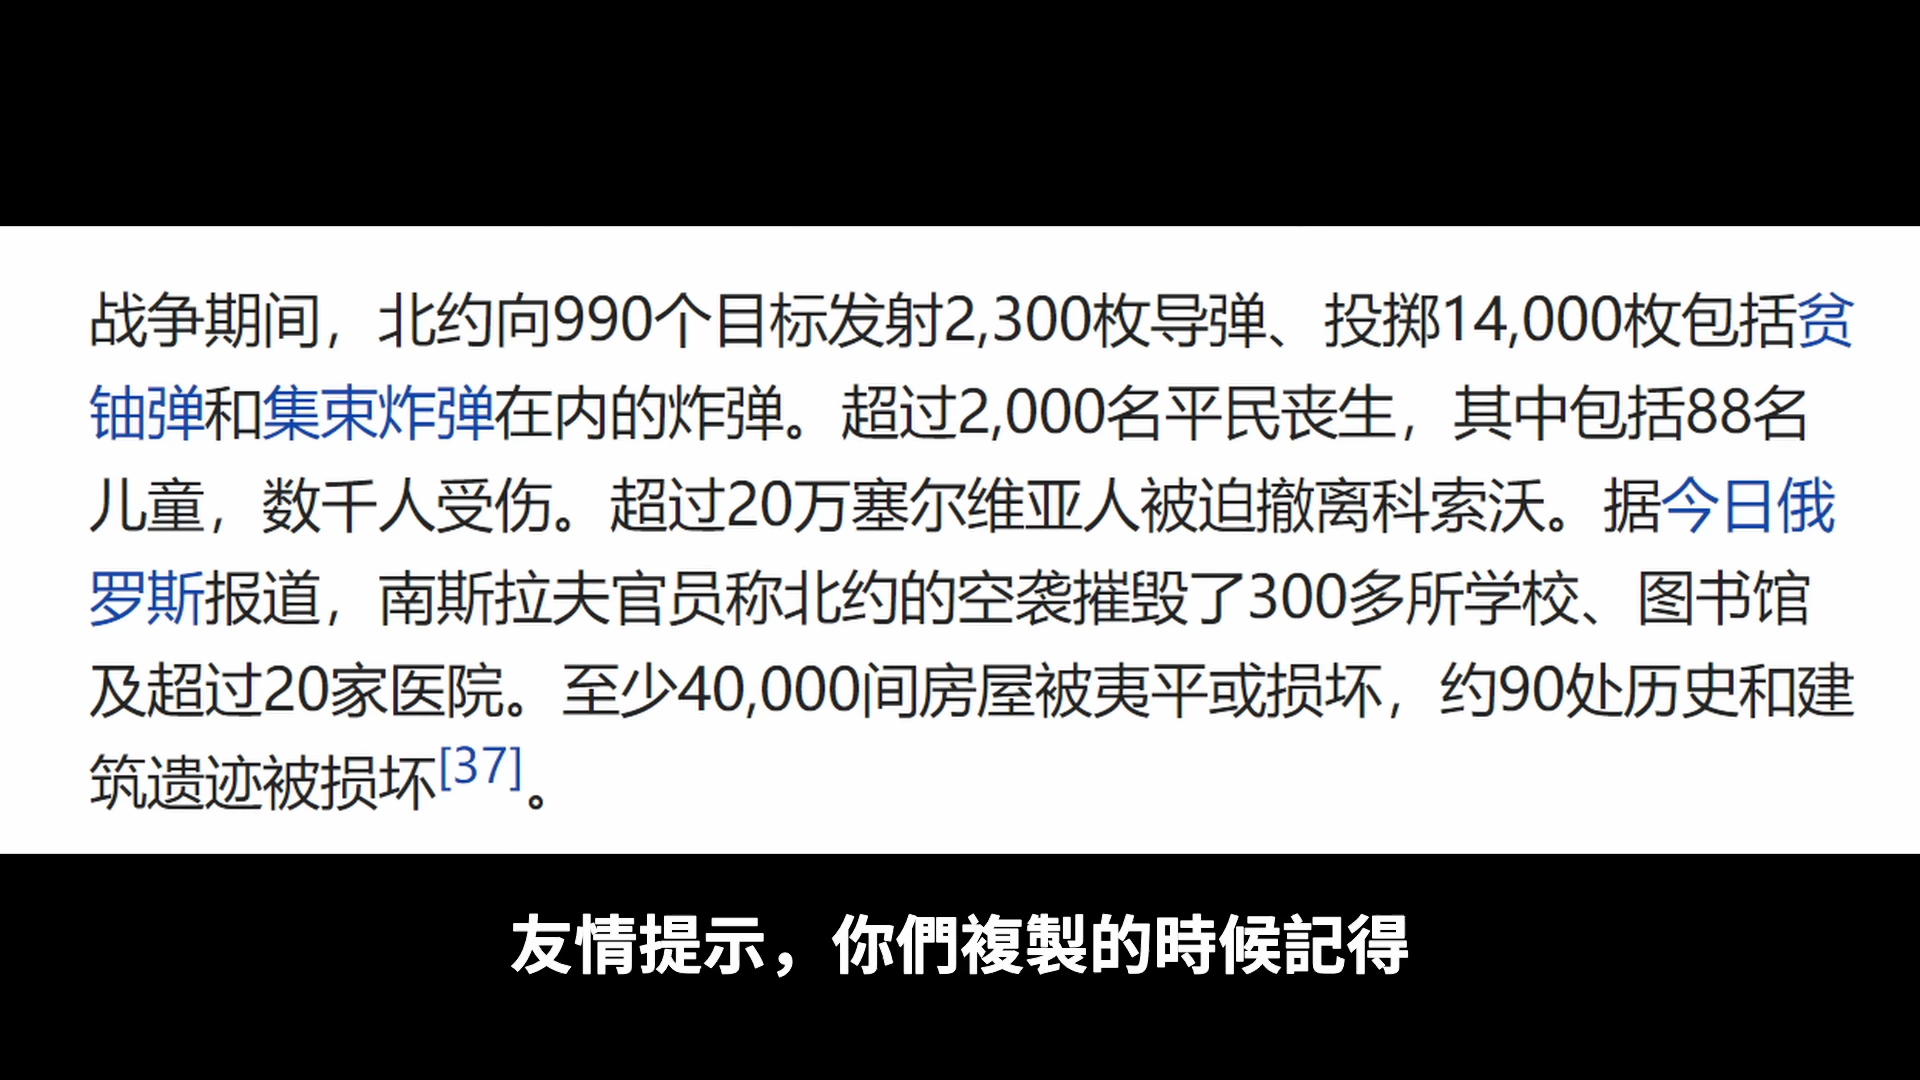 战争期间，北约向990个目标发射2,300枚导弹、投掷14,000枚包括贫
铀弹和集束炸弹在内的炸弹。超过2,000名平民丧生，其中包括88名
儿童，数千人受伤。超过20万塞尔维亚人被迫撤离科索沃。据今日俄
罗斯报道，南斯拉夫官员称北约的空袭摧毁了300多所学校、图书馆
及超过20家医院。至少40,000间房屋被夷平或损坏，约90处历史和建
筑遗迹被损坏[37]。
友情提示，你們複製的時候記得